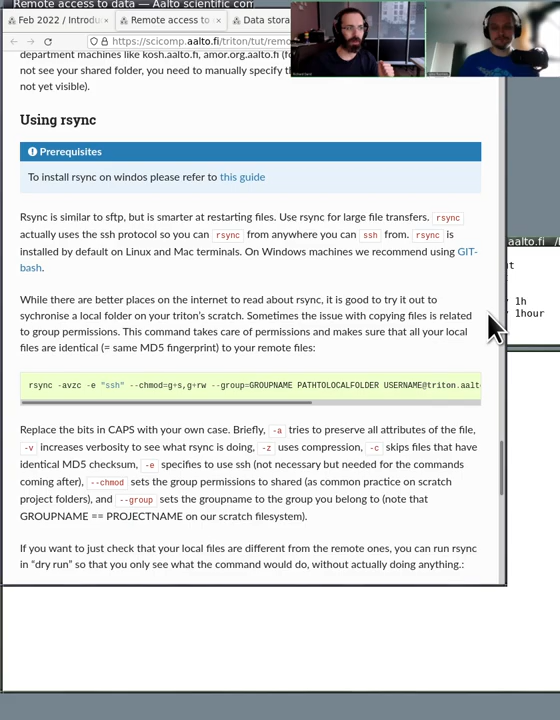 Remote access to data — Aalto scientific com
Feb 2022 / Introdu ×
Remote access to ×
Data stora
https://scicomp.aalto.fi/triton/tut/remo
department machines like kosh.aalto.fi, amor.org.aalto.fi (fo
not see your shared folder, you need to manually specify th
not yet visible).
Using rsync
Prerequisites
To install rsync on windos please refer to this guide
Rsync is similar to sftp, but is smarter at restarting files. Use rsync for large file transfers. rsync
actually uses the ssh protocol so you can rsync from anywhere you can ssh from. rsync is
installed by default on Linux and Mac terminals. On Windows machines we recommend using GIT-
bash.
While there are better places on the internet to read about rsync, it is good to try it out to
sychronise a local folder on your triton's scratch. Sometimes the issue with copying files is related
to group permissions. This command takes care of permissions and makes sure that all your local
files are identical (= same MD5 fingerprint) to your remote files:
rsync -avzc -e "ssh" --chmod=g+s,g+rw --group=GROUPNAME PATHTOLOCALFOLDER USERNAME@triton.aalt
Replace the bits in CAPS with your own case. Briefly, -a tries to preserve all attributes of the file,
-v increases verbosity to see what rsync is doing, -z uses compression, -c skips files that have
identical MD5 checksum, -e specifies to use ssh (not necessary but needed for the commands
coming after), --chmod sets the group permissions to shared (as common practice on scratch
project folders), and --group sets the groupname to the group you belong to (note that
GROUPNAME == PROJECTNAME on our scratch filesystem).
If you want to just check that your local files are different from the remote ones, you can run rsync
in “dry run” so that you only see what the command would do, without actually doing anything.:
aalto.fi
1h
1hour